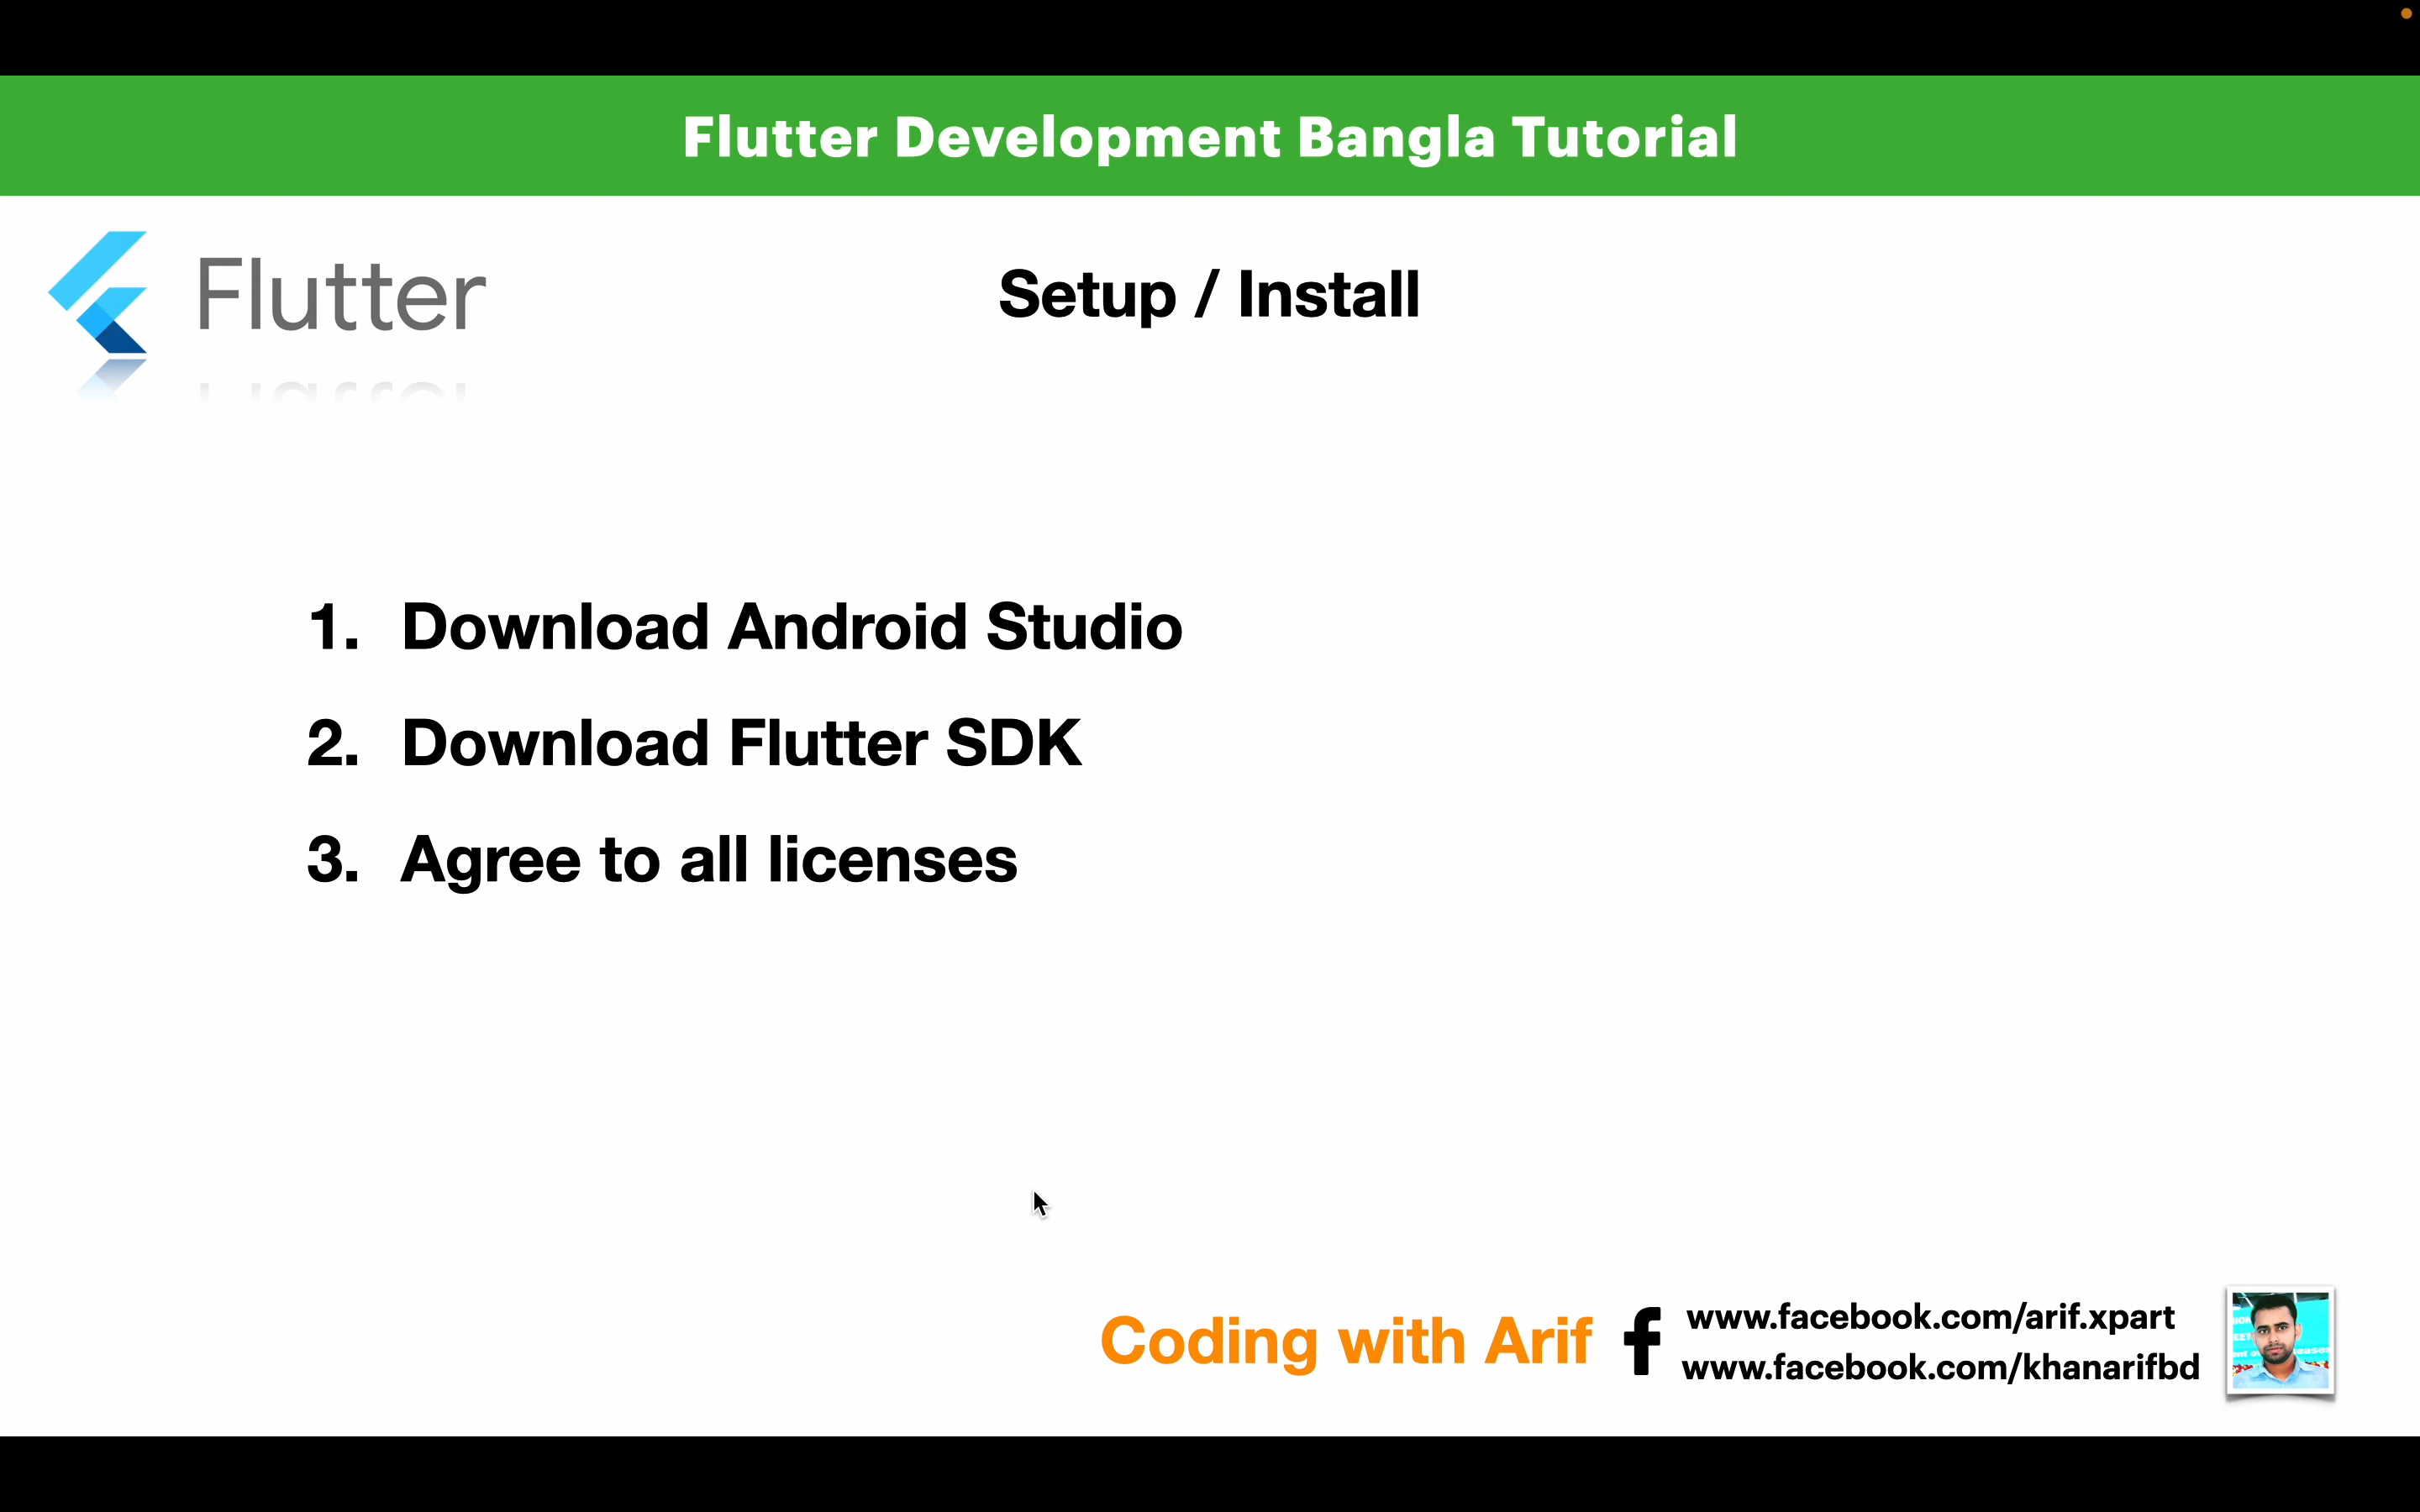 Flutter Development Bangla Tutorial
Flutter
Setup / Install
1. Download Android Studio
2. Download Flutter SDK
3. Agree to all licenses
Coding with Arif
www.facebook.com/arif.xpart
www.facebook.com/khanarifbd